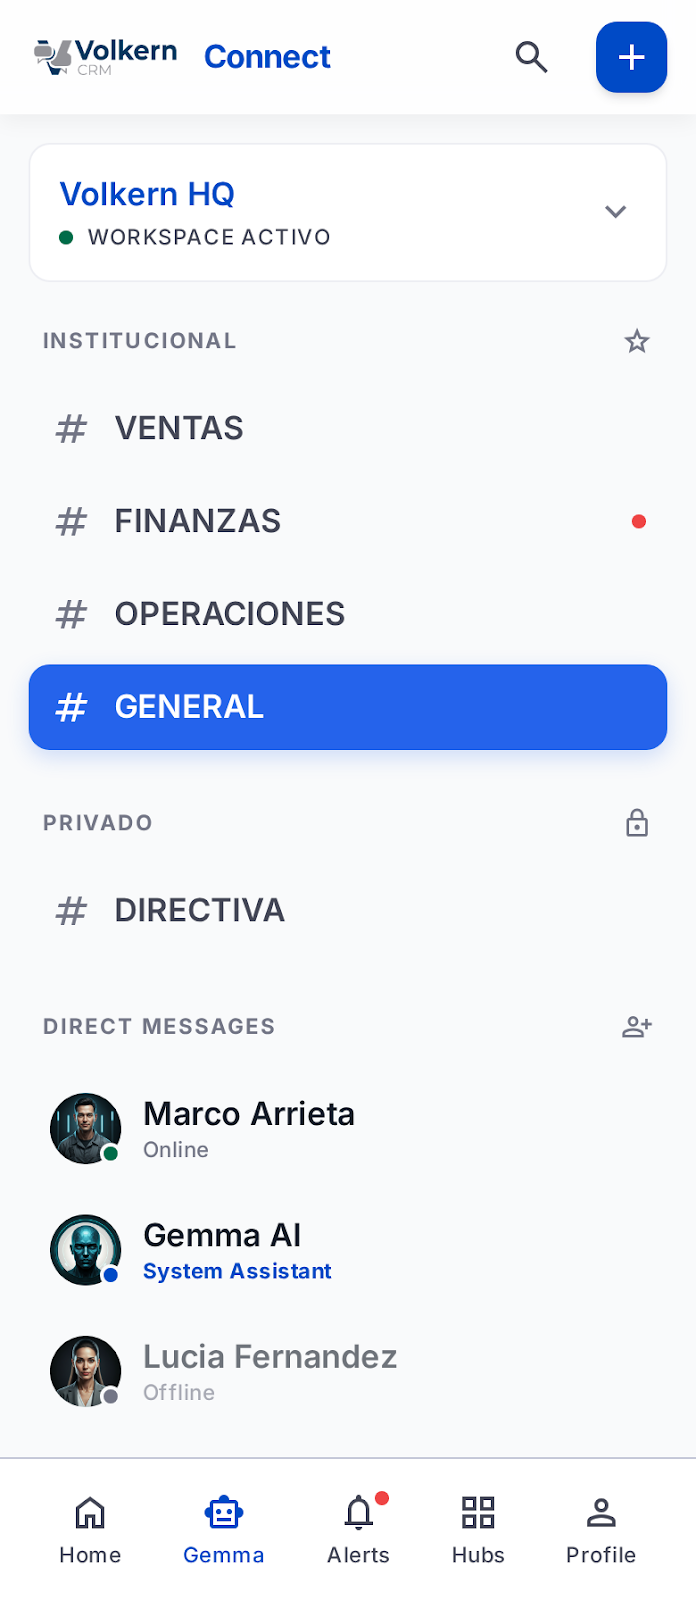 Volkern
CRM
Connect
Volkern HQ
WORKSPACE ACTIVO
INSTITUCIONAL
# VENTAS
# FINANZAS
# OPERACIONES
# GENERAL
PRIVADO
# DIRECTIVA
DIRECT MESSAGES
Marco Arrieta
Online
Gemma AI
System Assistant
Lucia Fernandez
Offline
Home
Gemma
Alerts
Hubs
Profile